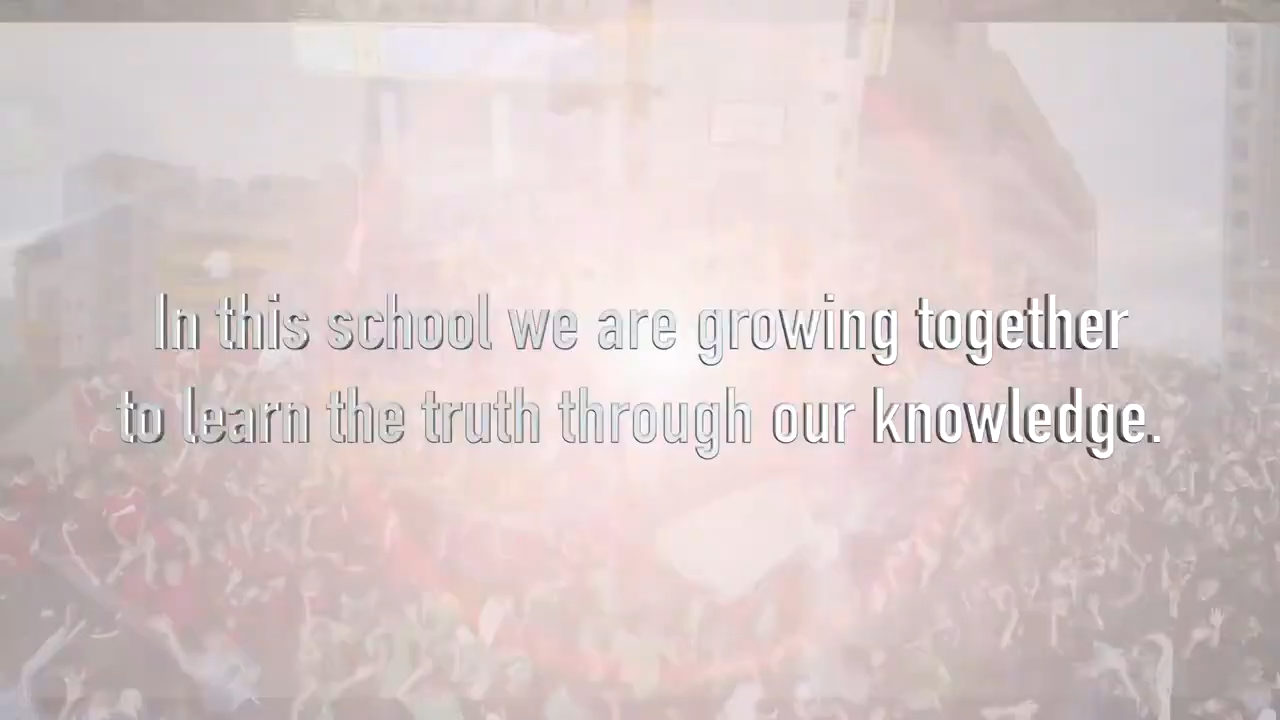 In this school we are growing together
to learn the truth through our knowledge.